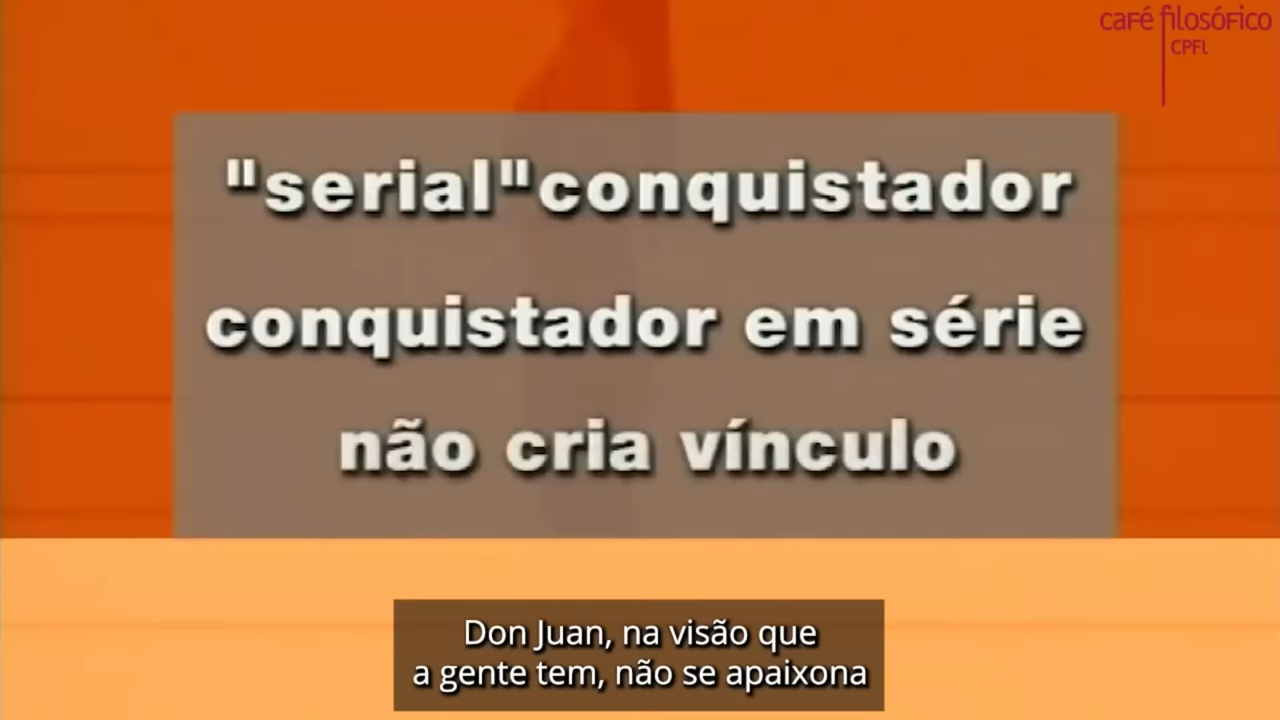 café filosófico
CPFL
"serial"conquistador
conquistador em série
não cria vínculo
Don Juan, na visão que
a gente tem, não se apaixona